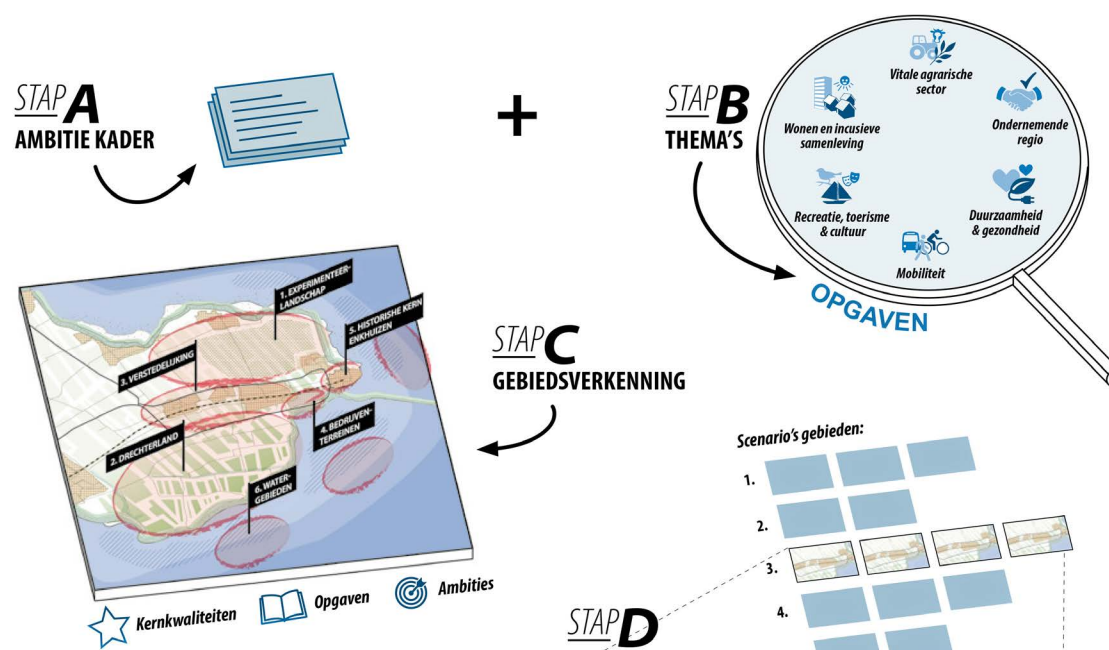 STAP A
AMBITIE KADER
+
STAP B
THEMA'S
Vitale agrarische
sector
Wonen en incusieve
samenleving
Ondernemende
regio
Recreatie, toerisme
& cultuur
Duurzaamheid
& gezondheid
Mobiliteit
OPGAVEN
1. EXPERIMENTEER-
LANDSCHAP
5. HISTORISCHE KERN
ENKHUIZEN
3. VERSTEDELIJKING
4. BEDRIJVEN-
TERREINEN
2. DRECHTERLAND
6. WATER-
GEBIEDEN
Kernkwaliteiten
Opgaven
Ambities
STAP C
GEBIEDSVERKENNING
Scenario's gebieden:
1.
2.
3.
4.
STAP D